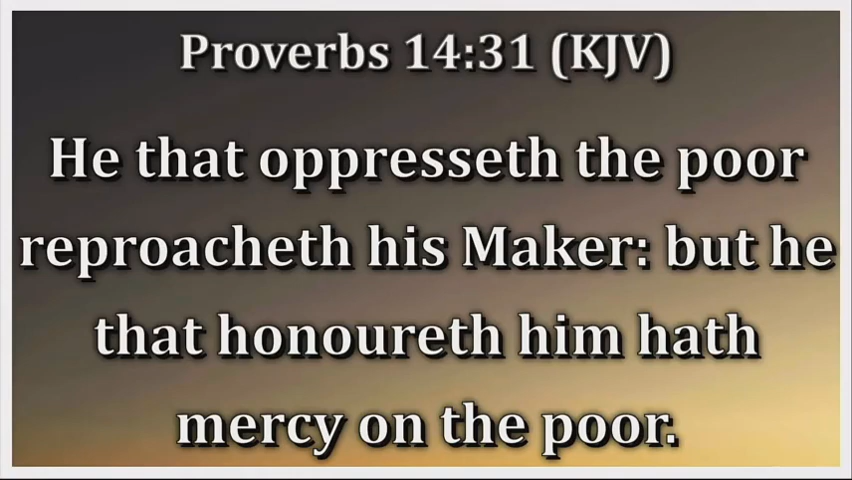 Proverbs 14:31 (KJV)
He that oppresseth the poor
reproacheth his Maker: but he
that honoureth him hath
mercy on the poor.